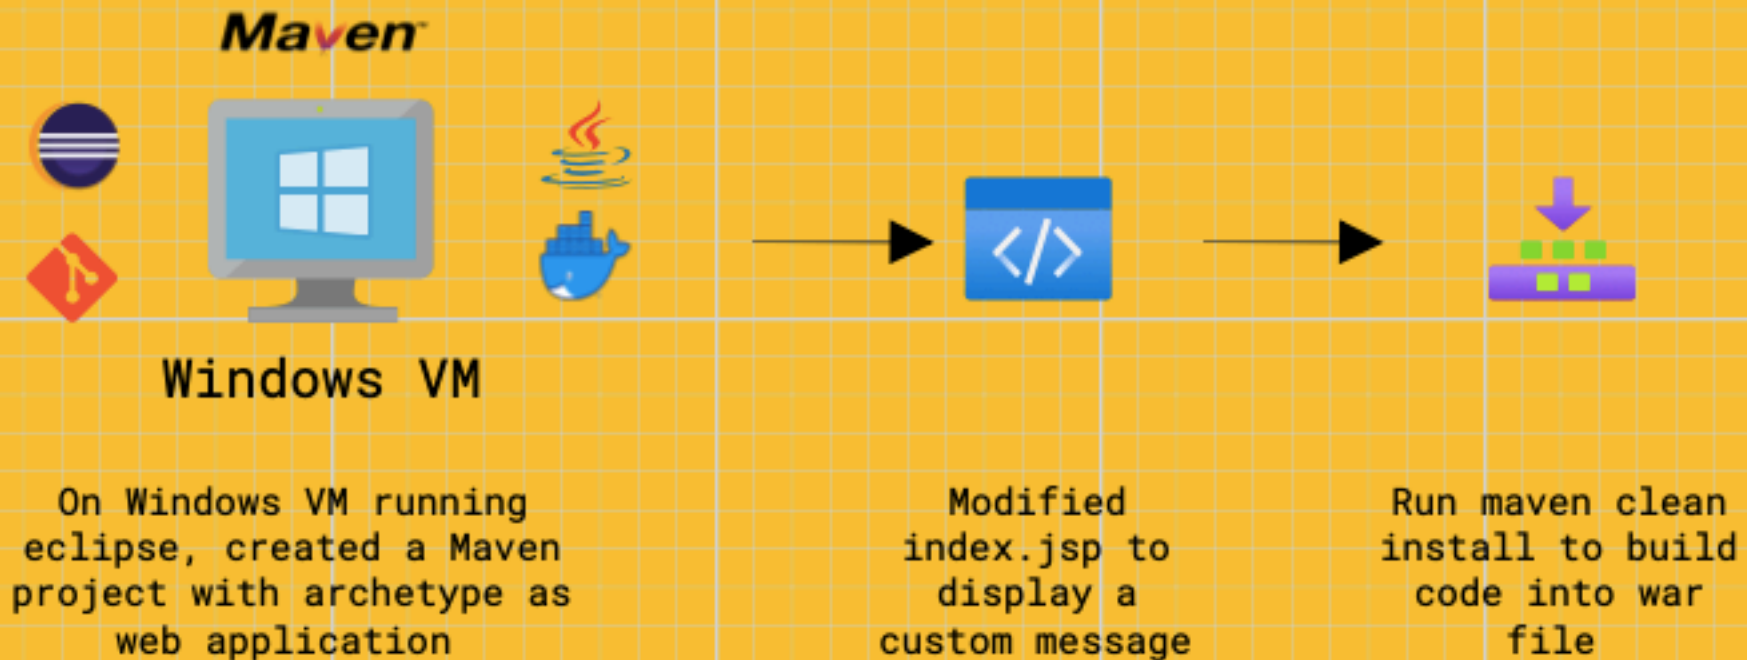 Maven™
Windows VM
On Windows VM running
eclipse, created a Maven
project with archetype as
web application
Modified
index.jsp to
display a
custom message
Run maven clean
install to build
code into war
file